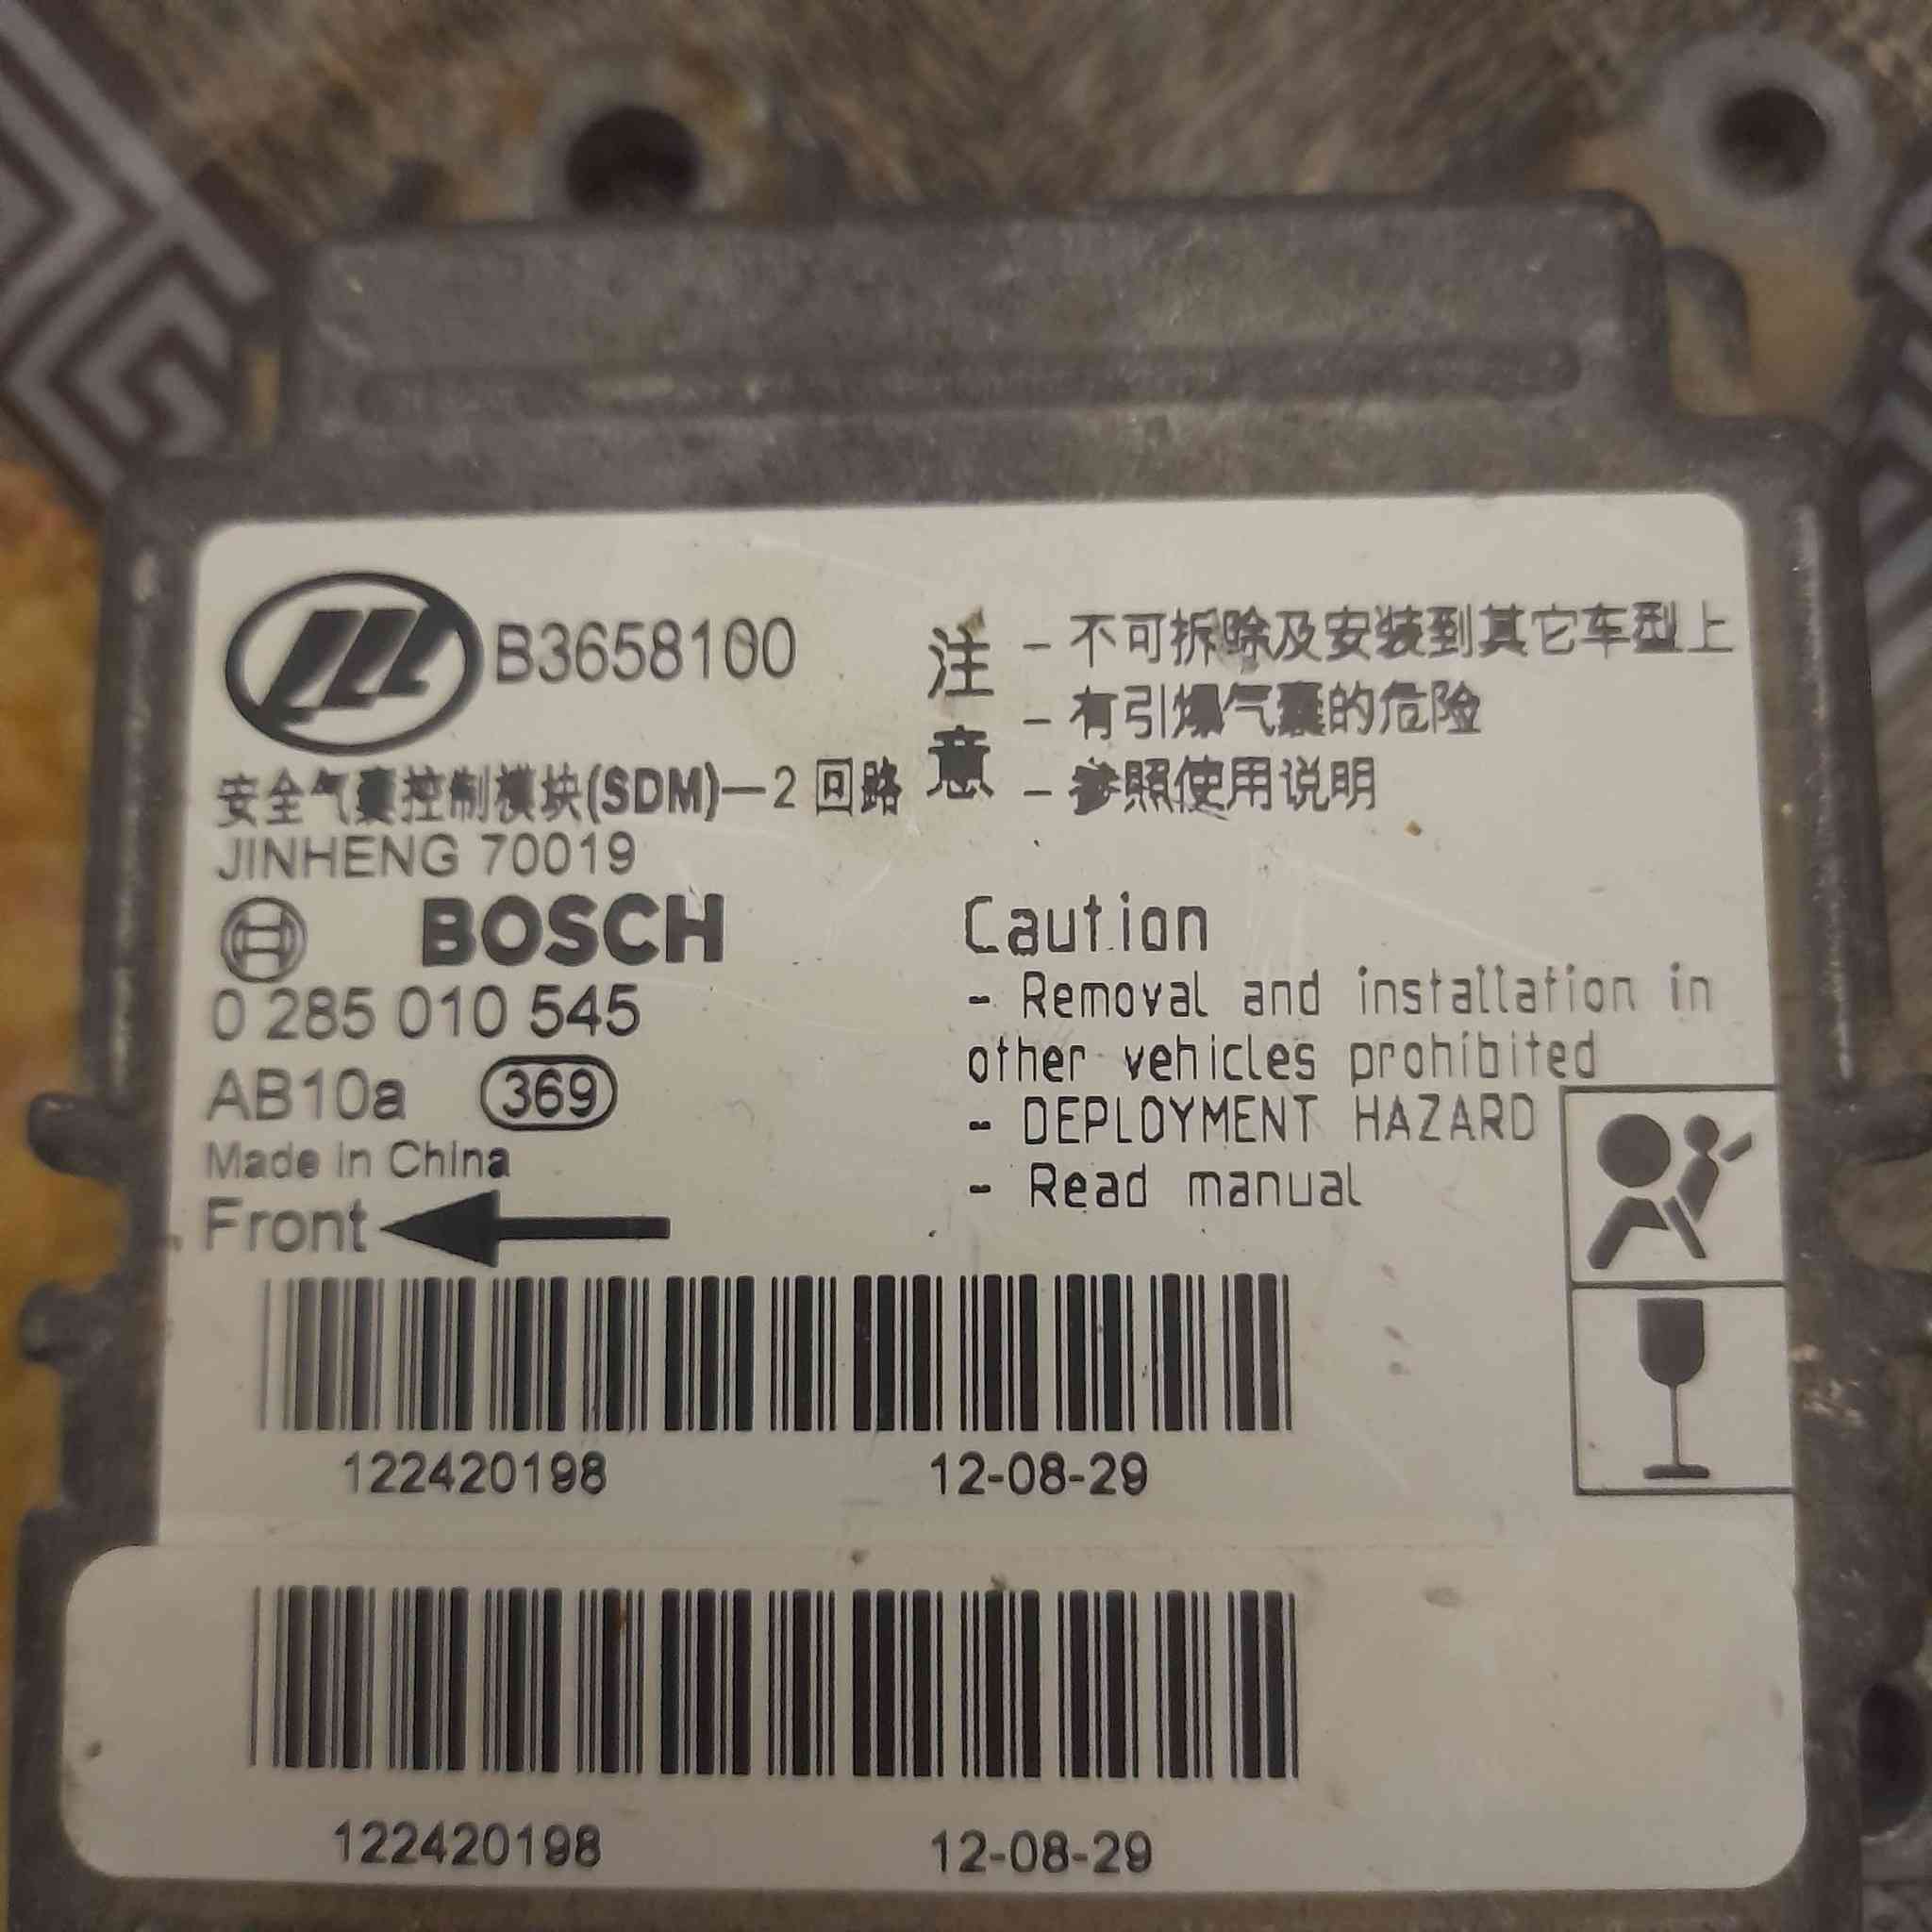 B3658100
安全气囊控制模块(SDM)—2 回路
JINHENG 70019
BOSCH
0 285 010 545
AB10a 369
Made in China
Front
注意
- 不可拆除及安装到其它车型上
- 有引爆气囊的危险
- 参照使用说明
Caution
- Removal and installation in
other vehicles prohibited
- DEPLOYMENT HAZARD
- Read manual
122420198 12-08-29
122420198 12-08-29